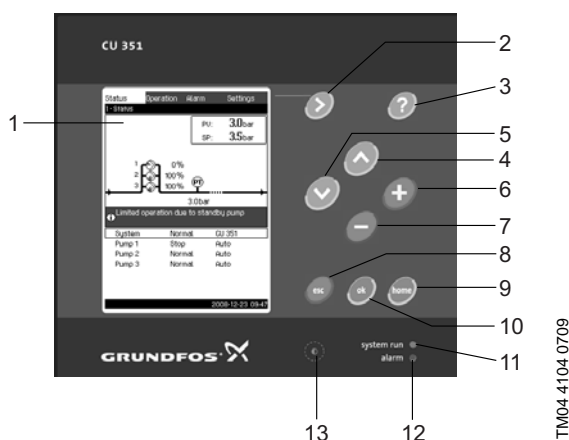 CU 351
Status Operation Alarm Settings
1 - Status
PV: 3.0bar
SP: 3.5bar
1 0%
2 100%
3 100%
PT
3.0bar
Limited operation due to standby pump
System Normal CU 351
Pump 1 Stop Auto
Pump 2 Normal Auto
Pump 3 Normal Auto
2008-12-23 09:47
?
esc ok home
GRUNDFOS
system run
alarm
1
2
3
5
4
6
7
8
9
10
11
13
12
TM04 4104 0709